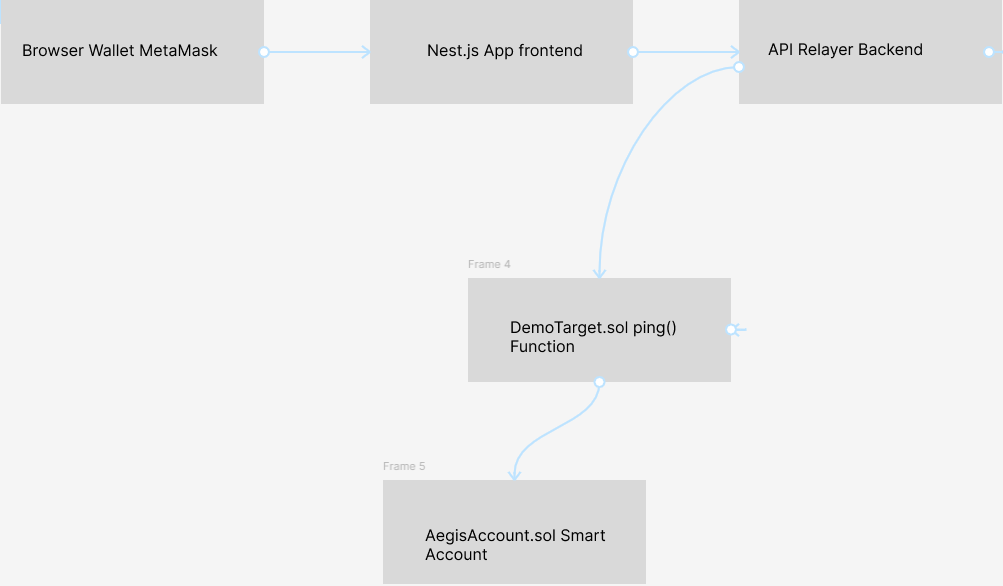 Browser Wallet MetaMask
Nest.js App frontend
API Relayer Backend
Frame 4
DemoTarget.sol ping()
Function
Frame 5
AegisAccount.sol Smart
Account